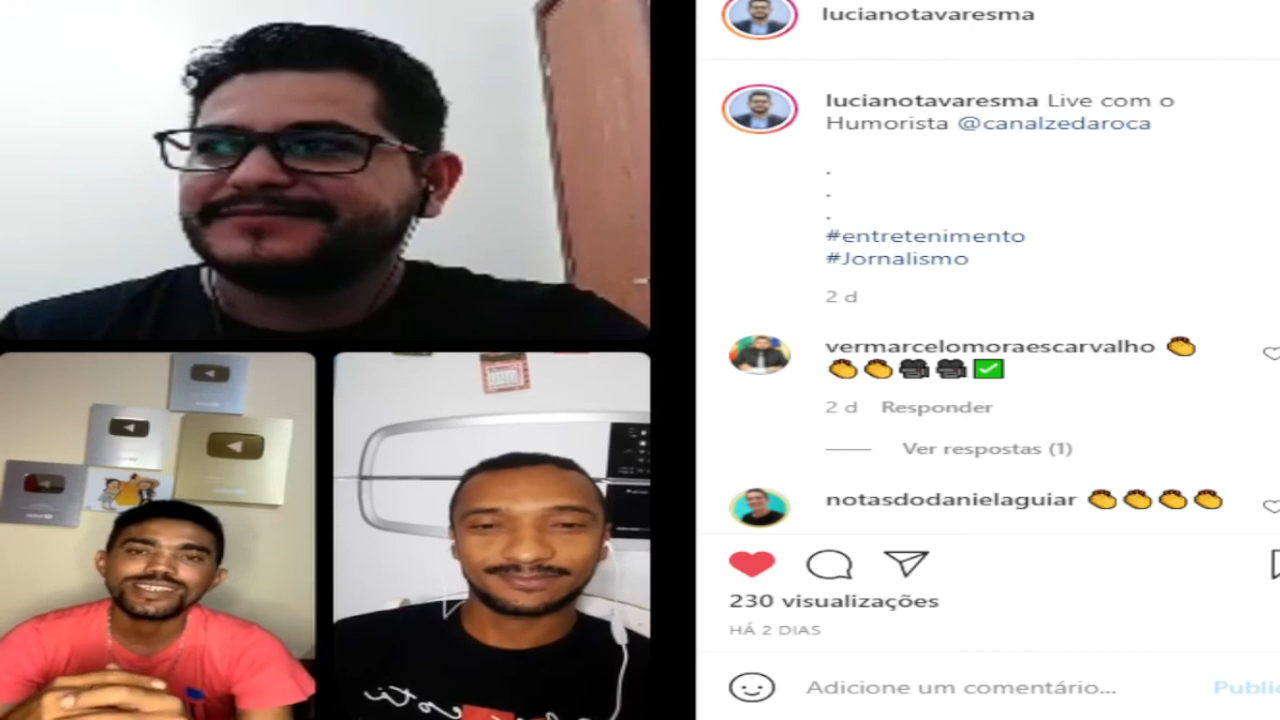 lucianotavaresma
lucianotavaresma Live com o
Humorista @canalzedaroca
.
.
.
#entretenimento
#Jornalismo
2 d
vermarcelomoraescarvalho 👏
👏👏🎥🎥✅
2 d Responder
Ver respostas (1)
notasdodanielaguiar 👏👏👏👏
230 visualizações
HÁ 2 DIAS
Adicione um comentário...